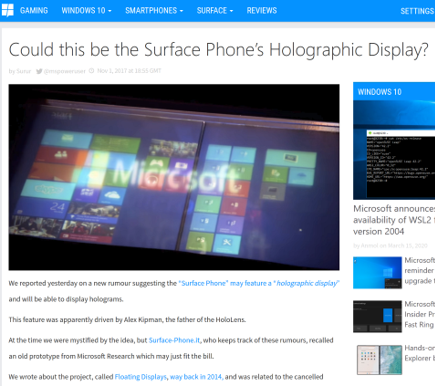 GAMING WINDOWS 10 SMARTPHONES SURFACE REVIEWS SETTINGS
Could this be the Surface Phone's Holographic Display?
by Surur @mspoweruser Nov 1, 2017 at 18:53 GMT
Microsoft
We reported yesterday on a new rumour suggesting the "Surface Phone" may feature a "holographic display"
and will be able to display holograms.
This feature was apparently driven by Alex Kipman, the father of the HoloLens.
At the time we were mystified by the idea, but Surface-Phone.it, who keeps track of these rumours, recalled
an old prototype from Microsoft Research which may just fit the bill.
We wrote about the project, called Floating Displays, way back in 2014, and was related to the cancelled
WINDOWS 10
Microsoft announces
availability of WSL2
version 2004
Microsoft
reminder
upgrade
Microsoft
Insider Pr
Fast Ring
Hands-on
Explorer